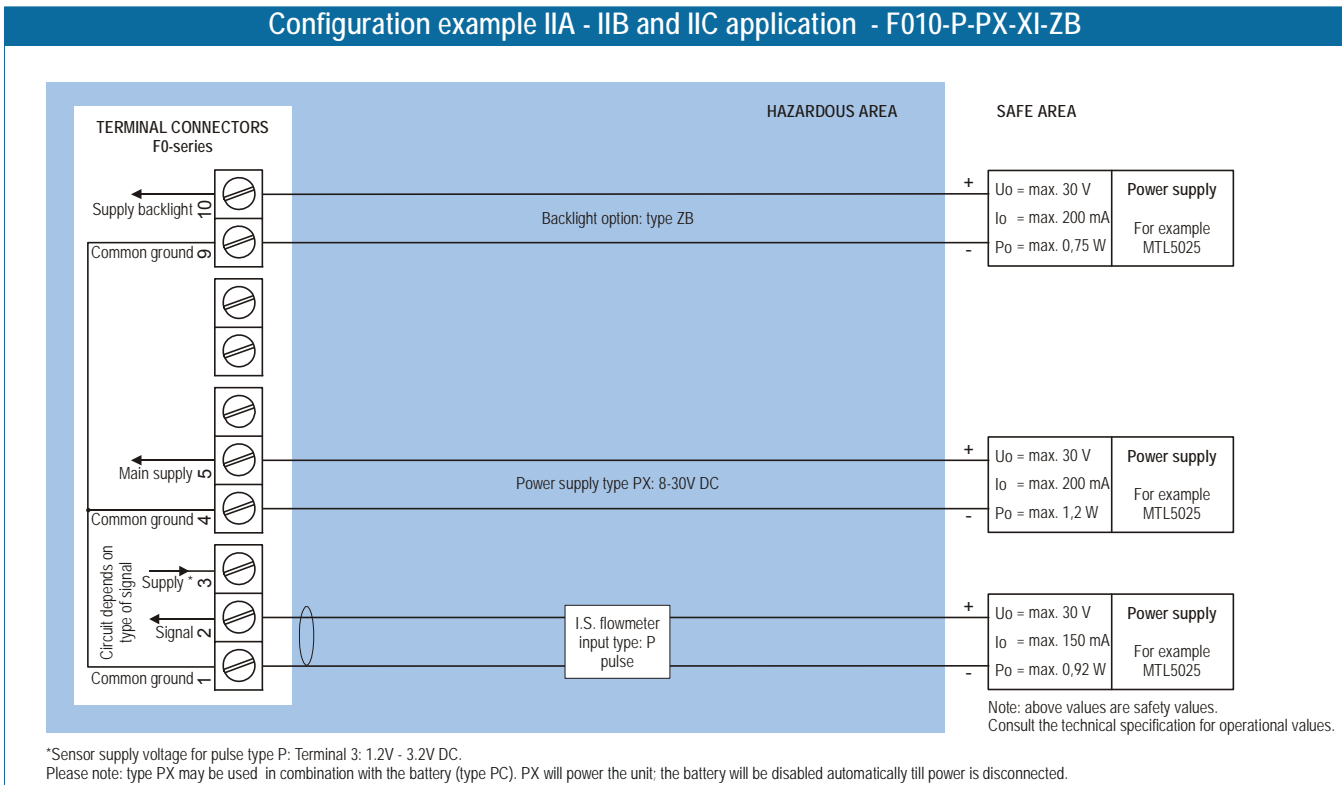 Configuration example IIA - IIB and IIC application - F010-P-PX-XI-ZB
HAZARDOUS AREA
SAFE AREA
TERMINAL CONNECTORS
F0-series
Supply backlight 10
Common ground 9
Backlight option: type ZB
+
-
Uo = max. 30 V
Io = max. 200 mA
Po = max. 0,75 W
Power supply
For example
MTL5025
Main supply 5
Common ground 4
Power supply type PX: 8-30V DC
+
-
Uo = max. 30 V
Io = max. 200 mA
Po = max. 1,2 W
Power supply
For example
MTL5025
Circuit depends on
type of signal
Supply * 3
Signal 2
Common ground 1
I.S. flowmeter
input type: P
pulse
+
-
Uo = max. 30 V
Io = max. 150 mA
Po = max. 0,92 W
Power supply
For example
MTL5025
Note: above values are safety values.
Consult the technical specification for operational values.
*Sensor supply voltage for pulse type P: Terminal 3: 1.2V - 3.2V DC.
Please note: type PX may be used in combination with the battery (type PC). PX will power the unit; the battery will be disabled automatically till power is disconnected.